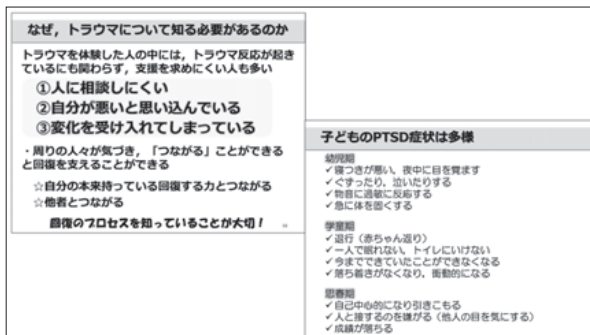 なぜ，トラウマについて知る必要があるのか
トラウマを体験した人の中には，トラウマ反応が起き
ているにも関わらず，支援を求めにくい人も多い
①人に相談しにくい
②自分が悪いと思い込んでいる
③変化を受け入れてしまっている
・周りの人々が気づき，「つながる」ことができる
と回復を支えることができる
☆自分の本来持っている回復する力とつながる
☆他者とつながる
回復のプロセスを知っていることが大切！
子どものPTSD症状は多様
幼児期
✓寝つきが悪い，夜中に目を覚ます
✓ぐずったり，泣いたりする
✓物音に過敏に反応する
✓急に体を固くする
学童期
✓退行（赤ちゃん返り）
✓一人で眠れない，トイレにいけない
✓今までできていたことができなくなる
✓落ち着きがなくなり，衝動的になる
思春期
✓自己中心的になり引きこもる
✓人と接するのを嫌がる（他人の目を気にする）
✓成績が落ちる